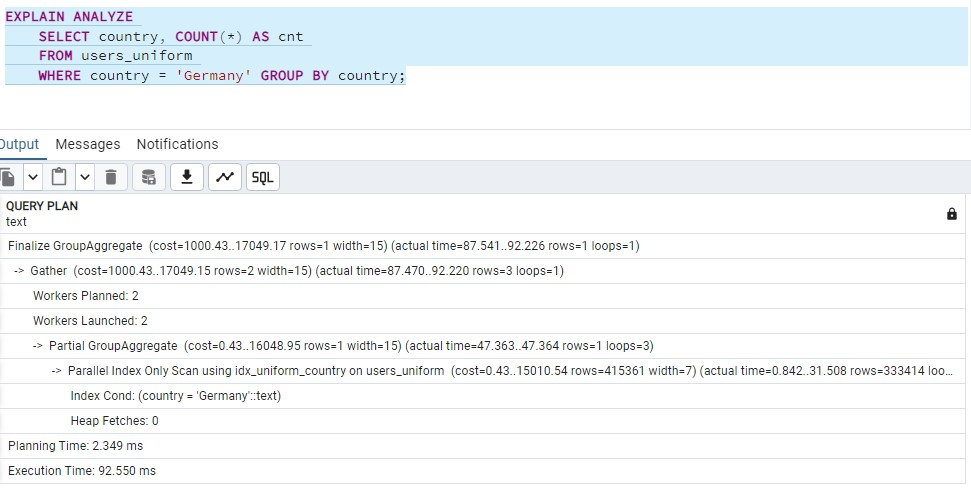 EXPLAIN ANALYZE
SELECT country, COUNT(*) AS cnt
FROM users_uniform
WHERE country = 'Germany' GROUP BY country;
Output Messages Notifications
SQL
QUERY PLAN
text
Finalize GroupAggregate (cost=1000.43..17049.17 rows=1 width=15) (actual time=87.541..92.226 rows=1 loops=1)
-> Gather (cost=1000.43..17049.15 rows=2 width=15) (actual time=87.470..92.220 rows=3 loops=1)
Workers Planned: 2
Workers Launched: 2
-> Partial GroupAggregate (cost=0.43..16048.95 rows=1 width=15) (actual time=47.363..47.364 rows=1 loops=3)
-> Parallel Index Only Scan using idx_uniform_country on users_uniform (cost=0.43..15010.54 rows=415361 width=7) (actual time=0.842..31.508 rows=333414 loo...
Index Cond: (country = 'Germany'::text)
Heap Fetches: 0
Planning Time: 2.349 ms
Execution Time: 92.550 ms